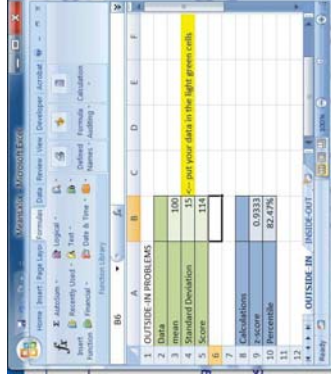 Microsoft Excel
Home Insert Page Layo Formulas Data Review View Developer Acrobat
fx Insert Function
Σ AutoSum
Recently Used
Financial
Logical
Text
Date & Time
Defined Names
Formula Auditing
Calculation
Function Library
B6 fx
A B C D E F
1 OUTSIDE-IN PROBLEMS
2 Data
3 mean 100
4 Standard Deviation 15 <-- put your data in the light green cells
5 Score 114
6
7
8 Calculations
9 z-score 0.9333
10 Percentile 82.47%
11
12
OUTSIDE-IN INSIDE-OUT
Ready